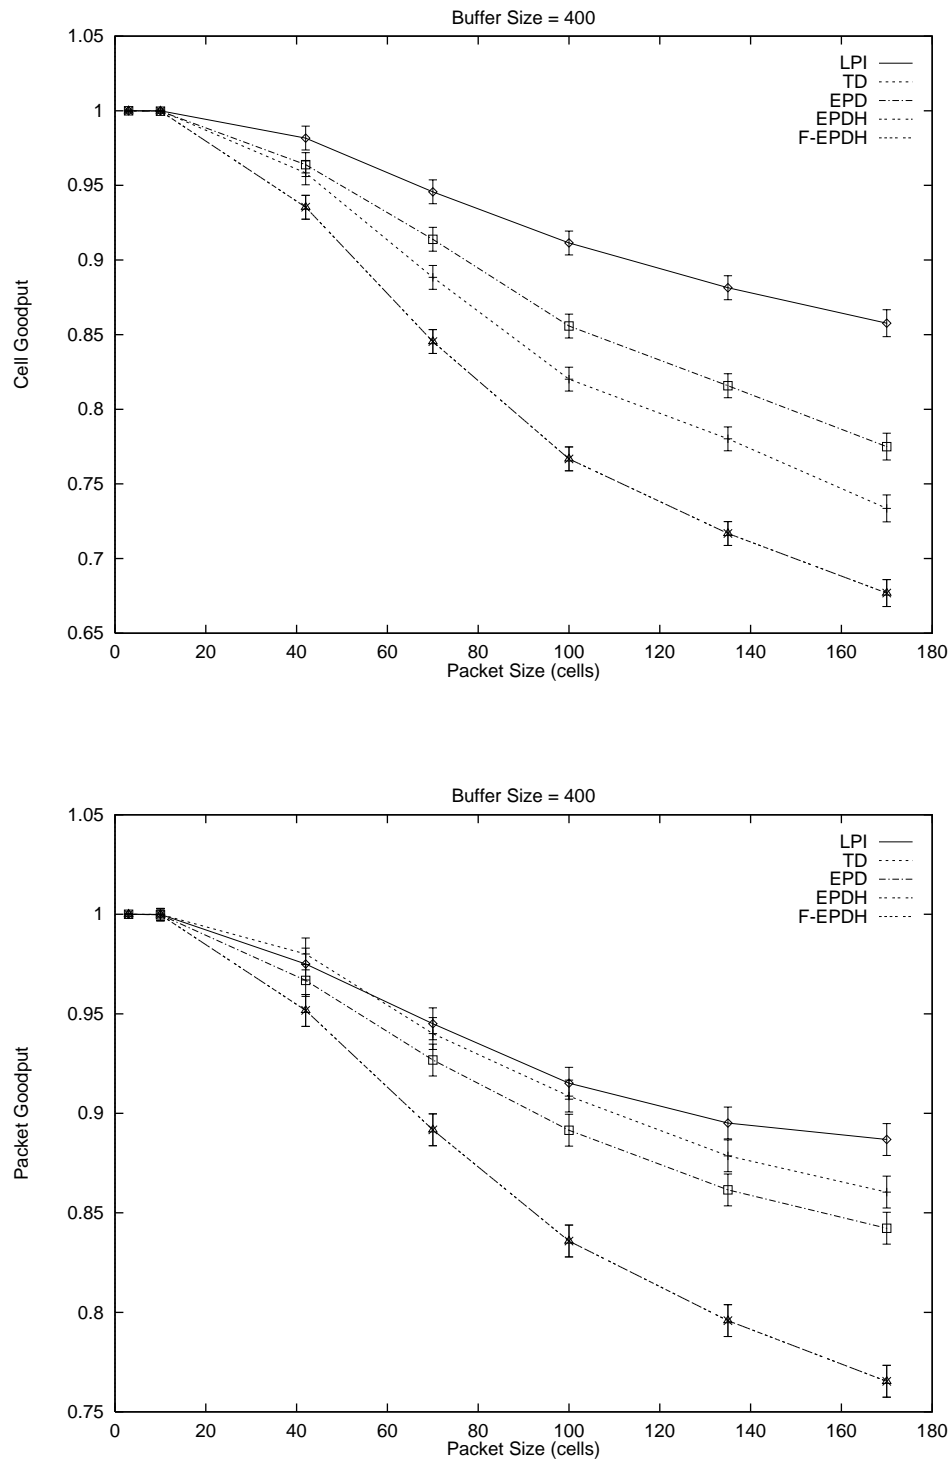 Buffer Size = 400
1.05
1
0.95
0.9
0.85
0.8
0.75
0.7
0.65
Cell Goodput
LPI
TD
EPD
EPDH
F-EPDH
0 20 40 60 80 100 120 140 160 180
Packet Size (cells)
Buffer Size = 400
1.05
1
0.95
0.9
0.85
0.8
0.75
Packet Goodput
LPI
TD
EPD
EPDH
F-EPDH
0 20 40 60 80 100 120 140 160 180
Packet Size (cells)